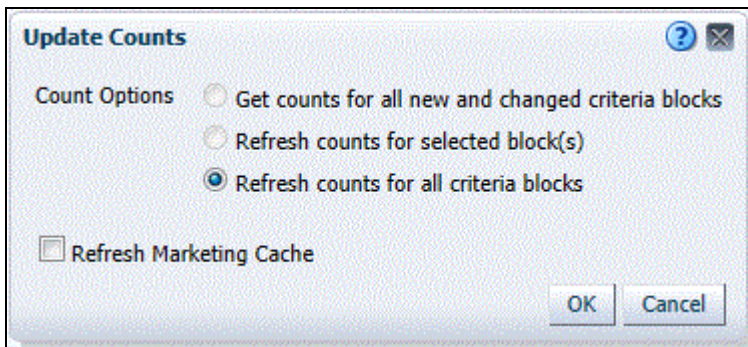 Update Counts ?
Count Options Get counts for all new and changed criteria blocks
Refresh counts for selected block(s)
Refresh counts for all criteria blocks
Refresh Marketing Cache
OK Cancel